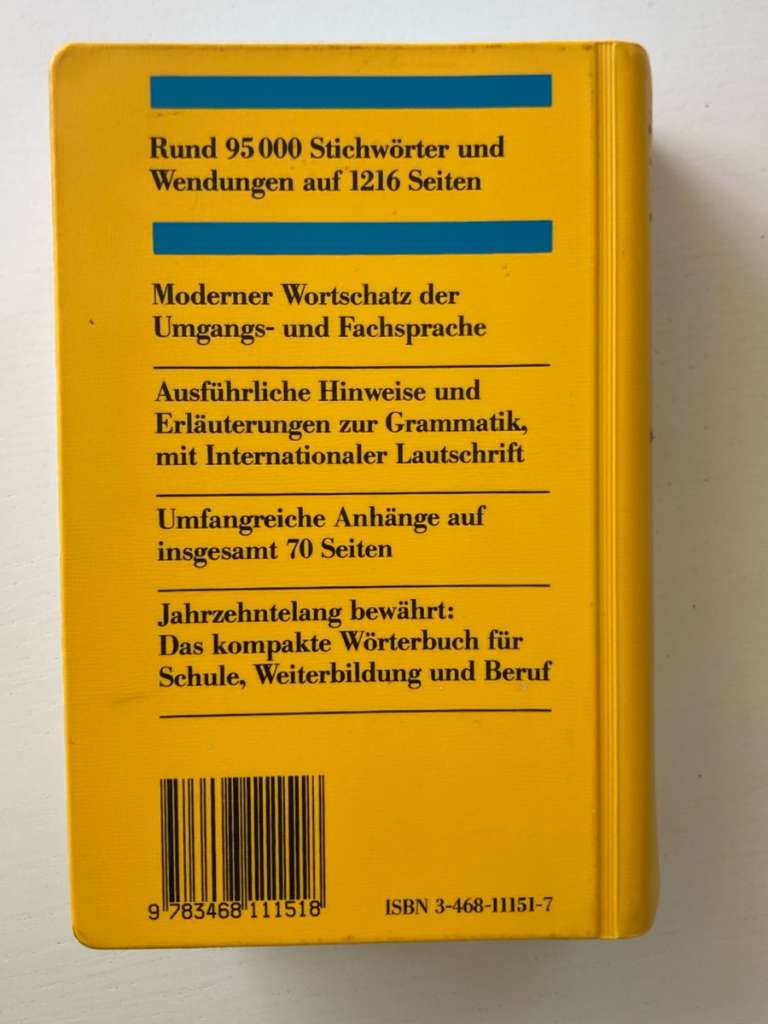 Rund 95 000 Stichwörter und
Wendungen auf 1216 Seiten
Moderner Wortschatz der
Umgangs- und Fachsprache
Ausführliche Hinweise und
Erläuterungen zur Grammatik,
mit Internationaler Lautschrift
Umfangreiche Anhänge auf
insgesamt 70 Seiten
Jahrzehntelang bewährt:
Das kompakte Wörterbuch für
Schule, Weiterbildung und Beruf
9 783468 111518
ISBN 3-468-11151-7